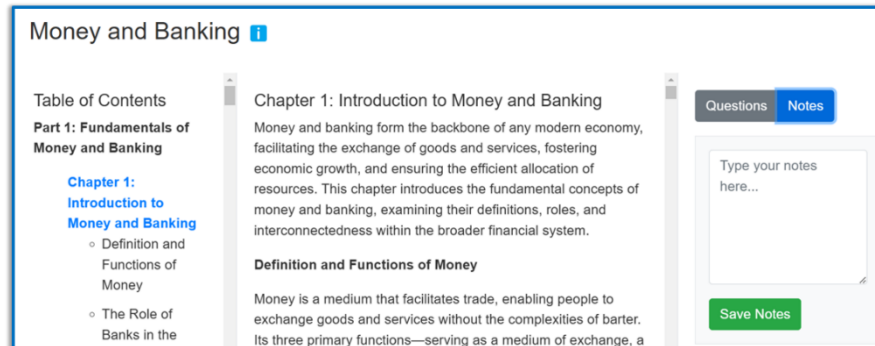 Money and Banking i
Table of Contents
Part 1: Fundamentals of
Money and Banking
Chapter 1:
Introduction to
Money and Banking
Definition and
Functions of
Money
The Role of
Banks in the
Chapter 1: Introduction to Money and Banking
Money and banking form the backbone of any modern economy,
facilitating the exchange of goods and services, fostering
economic growth, and ensuring the efficient allocation of
resources. This chapter introduces the fundamental concepts of
money and banking, examining their definitions, roles, and
interconnectedness within the broader financial system.
Definition and Functions of Money
Money is a medium that facilitates trade, enabling people to
exchange goods and services without the complexities of barter.
Its three primary functions—serving as a medium of exchange, a
Questions Notes
Type your notes
here...
Save Notes